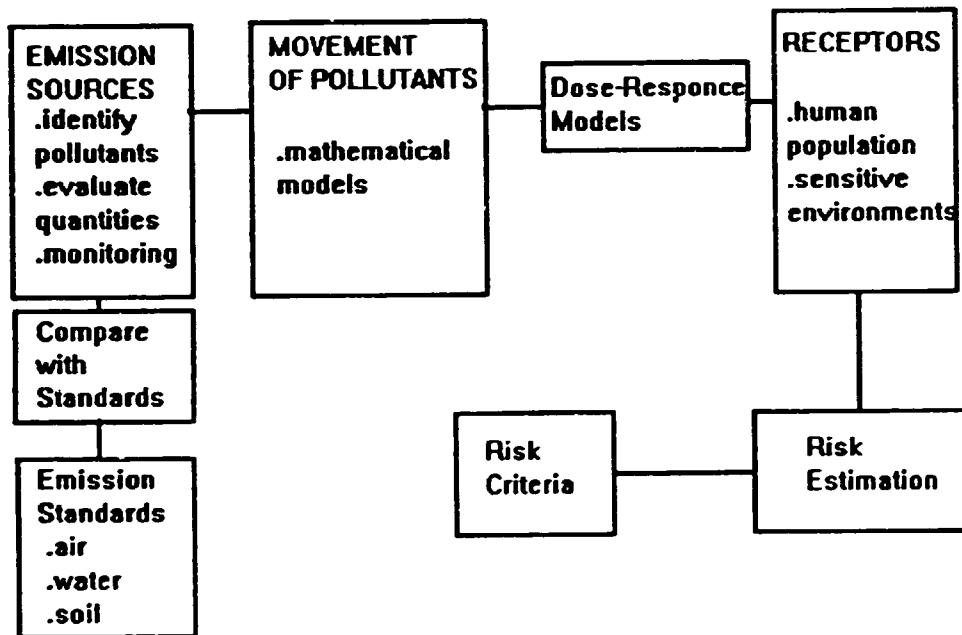 EMISSION
SOURCES
.identify
pollutants
.evaluate
quantities
.monitoring
MOVEMENT
OF POLLUTANTS
.mathematical
models
Dose-Responce
Models
RECEPTORS
.human
population
.sensitive
environments
Compare
with
Standards
Emission
Standards
.air
.water
.soil
Risk
Criteria
Risk
Estimation